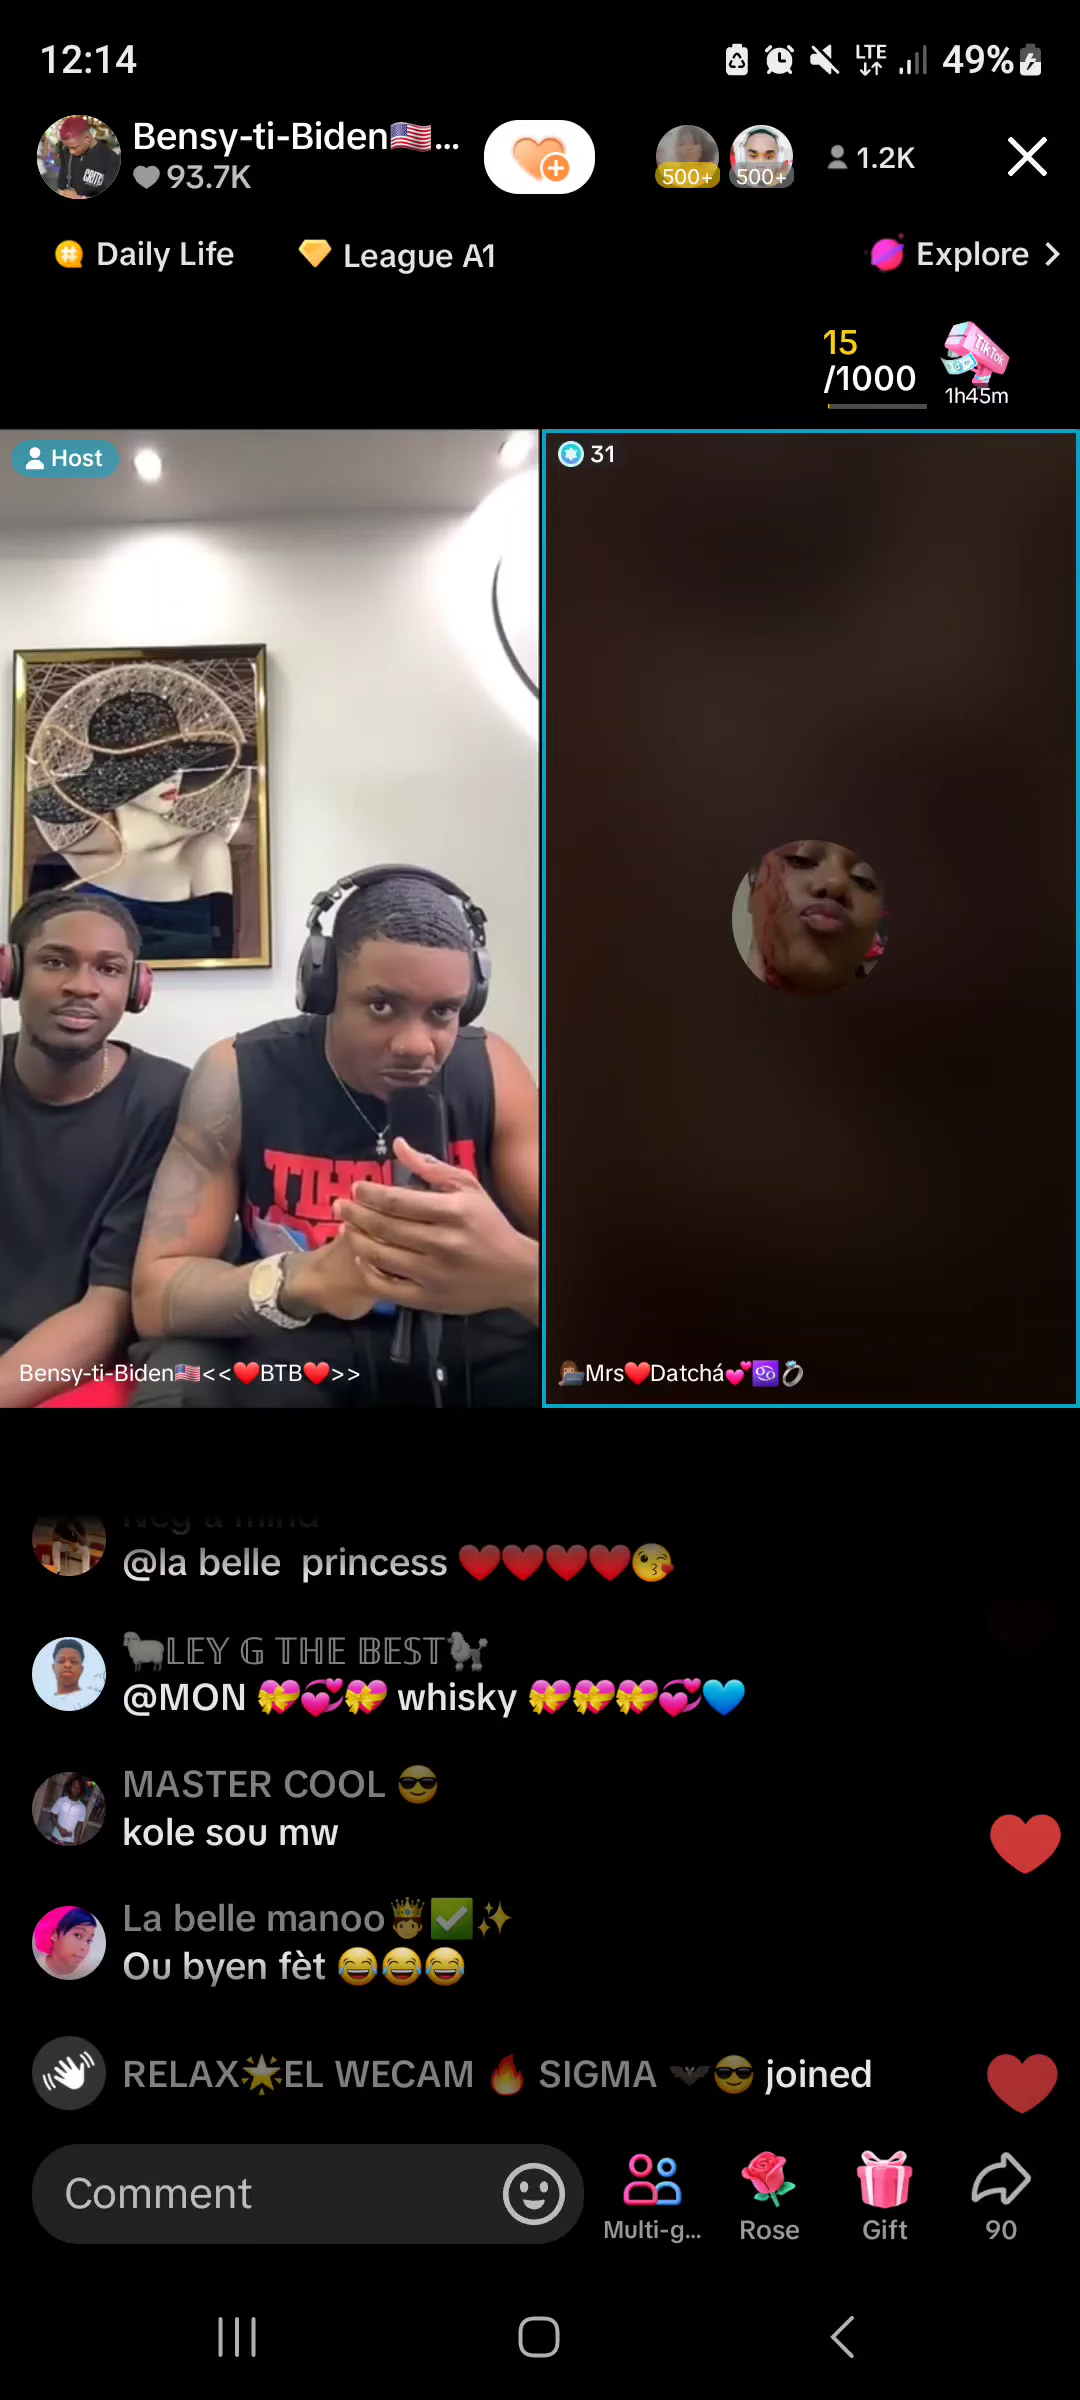 12:14
LTE
49%
Bensy-ti-Biden🇺🇸...
93.7K
500+
500+
1.2K
Daily Life
League A1
Explore >
15
/1000
TikTok
1h45m
Host
31
Bensy-ti-Biden🇺🇸<<❤️BTB❤️>>
Mrs❤️Datchá💕♋💍
@la belle  princess ❤️❤️❤️❤️😘
🐑𝕃𝔼𝕐 𝔾 𝕋ℍ𝔼 𝔹𝔼𝕊𝕋🐩
@MON 💝💞💝 whisky 💝💝💝💞💙
MASTER COOL 😎
kole sou mw
La belle manoo🤴✅✨
Ou byen fèt 😂😂😂
RELAX🌟EL WECAM 🔥 SIGMA 🦇😎 joined
Comment
Multi-g...
Rose
Gift
90